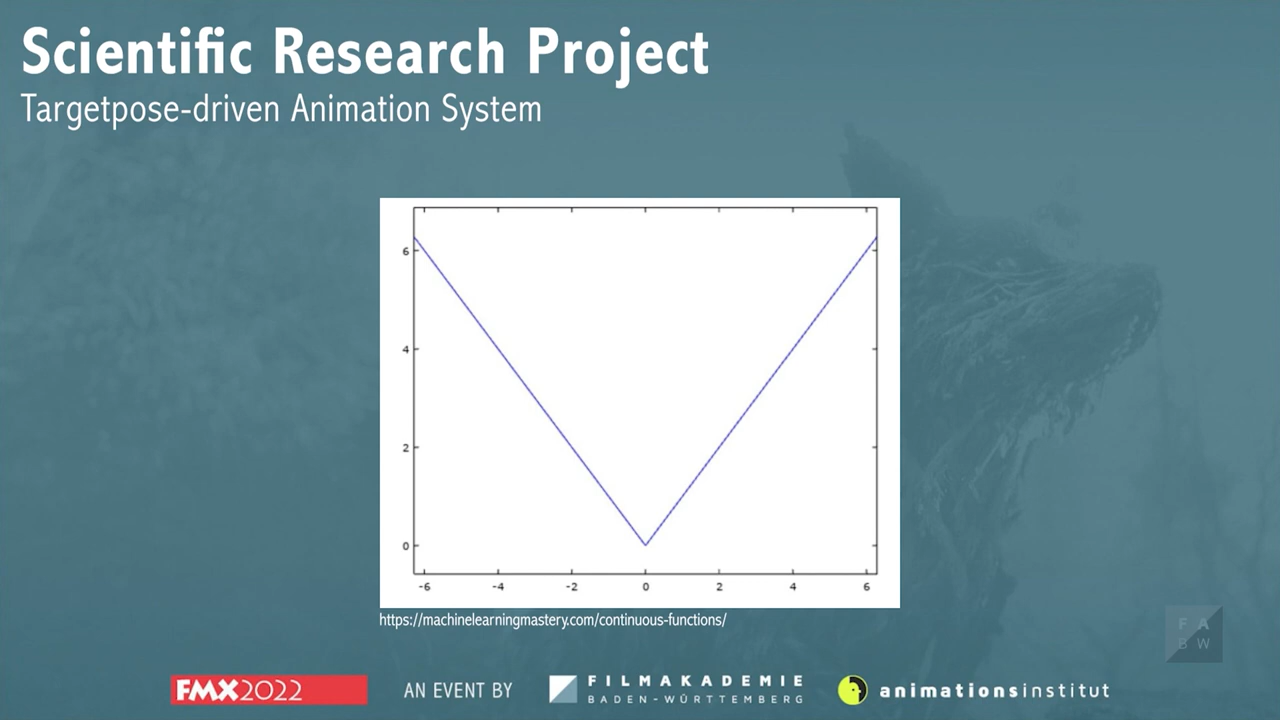 Scientific Research Project
Targetpose-driven Animation System
6
4
2
0
-6 -4 -2 0 2 4 6
https://machinelearningmastery.com/continuous-functions/
F A
B W
FMX2022 AN EVENT BY FILMAKADEMIE BADEN-WÜRTTEMBERG animationsinstitut